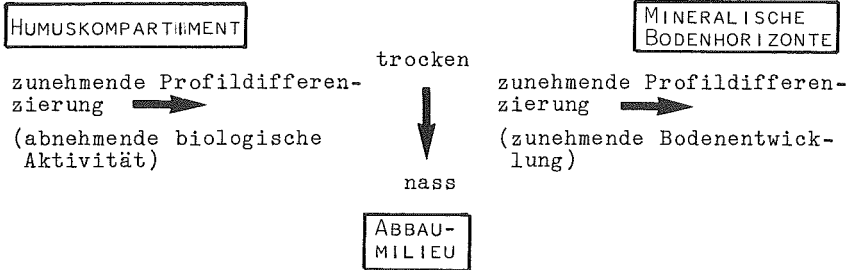 HUMUSKOMPARTIMENT
zunehmende Profildifferen-
zierung
(abnehmende biologische
Aktivität)
trocken
nass
ABBAU-
MILIEU
MINERALISCHE
BODENHORIZONTE
zunehmende Profildifferen-
zierung
(zunehmende Bodenentwick-
lung)